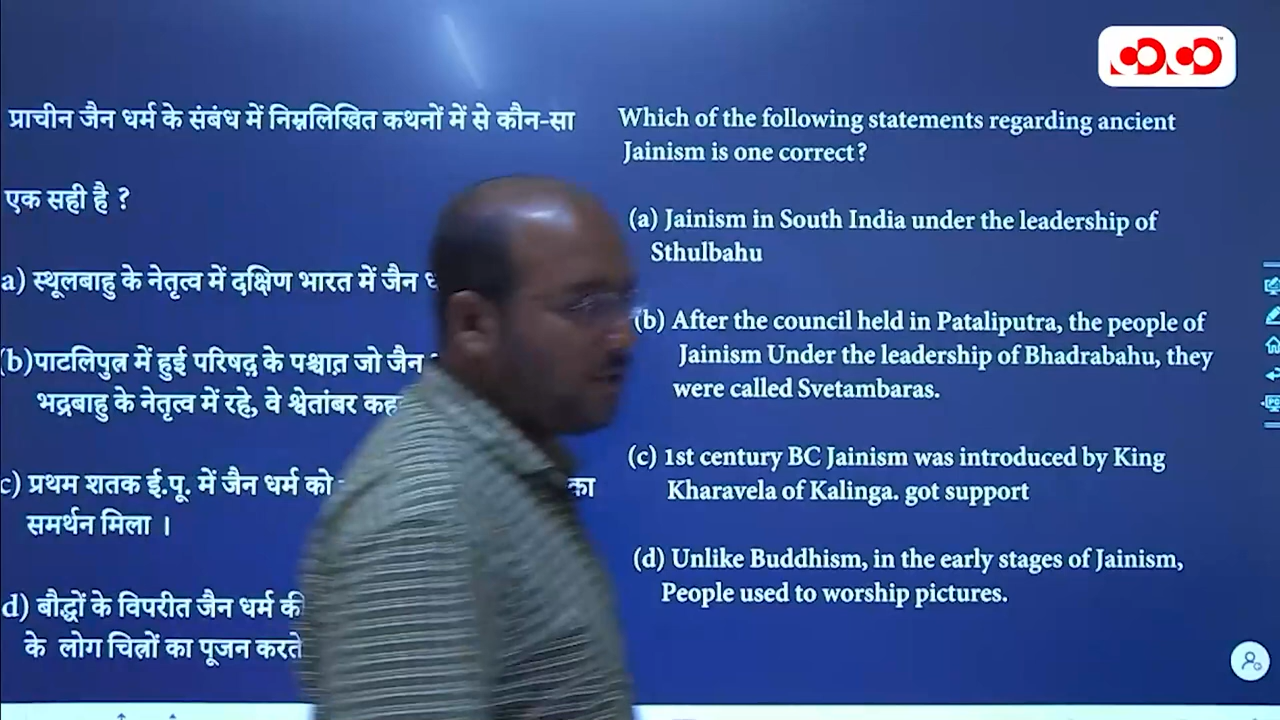 प्राचीन जैन धर्म के संबंध में निम्नलिखित कथनों में से कौन-सा
एक सही है ?
a) स्थूलबाहु के नेतृत्व में दक्षिण भारत में जैन
(b)पाटलिपुत्र में हुई परिषद् के पश्चात् जो जैन
भद्रबाहु के नेतृत्व में रहे, वे श्वेतांबर
c) प्रथम शतक ई.पू. में जैन धर्म को
का
समर्थन मिला ।
d) बौद्धों के विपरीत जैन धर्म की
के लोग चित्रों का पूजन करते
Which of the following statements regarding ancient
Jainism is one correct?
(a) Jainism in South India under the leadership of
Sthulbahu
(b) After the council held in Pataliputra, the people of
Jainism Under the leadership of Bhadrabahu, they
were called Svetambaras.
(c) 1st century BC Jainism was introduced by King
Kharavela of Kalinga. got support
(d) Unlike Buddhism, in the early stages of Jainism,
People used to worship pictures.